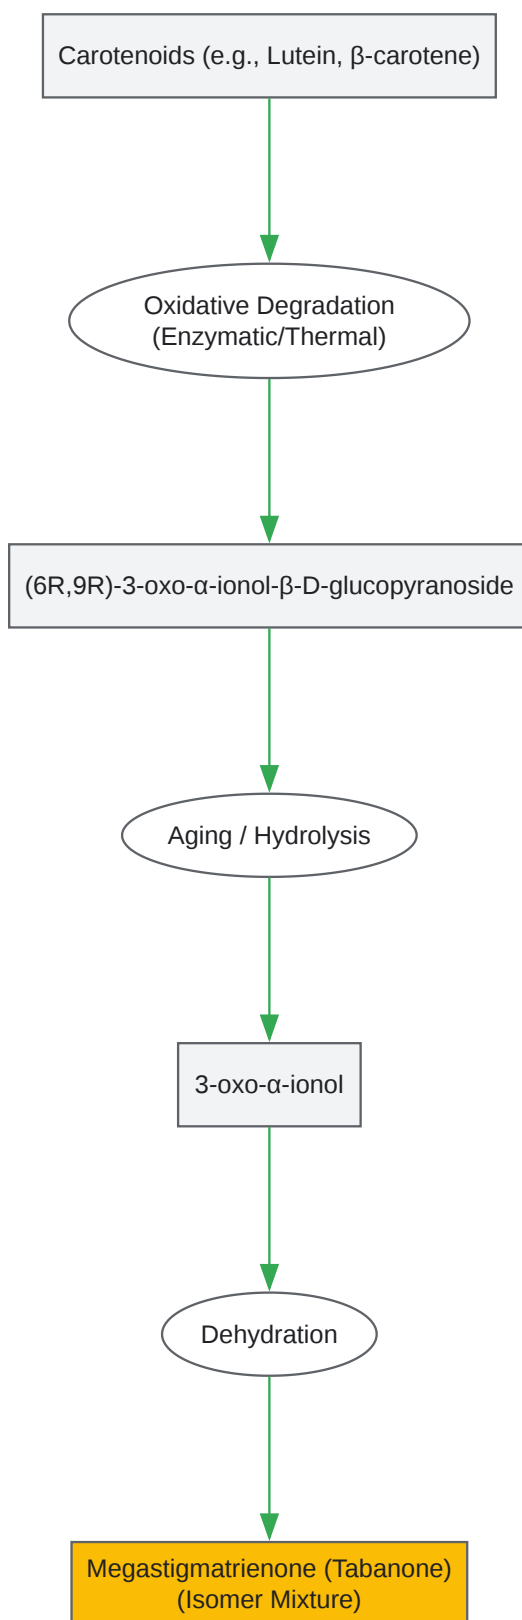 Carotenoids (e.g., Lutein, β-carotene)
Oxidative Degradation
(Enzymatic/Thermal)
(6R,9R)-3-oxo-α-ionol-β-D-glucopyranoside
Aging / Hydrolysis
3-oxo-α-ionol
Dehydration
Megastigmatrienone (Tabanone)
(Isomer Mixture)